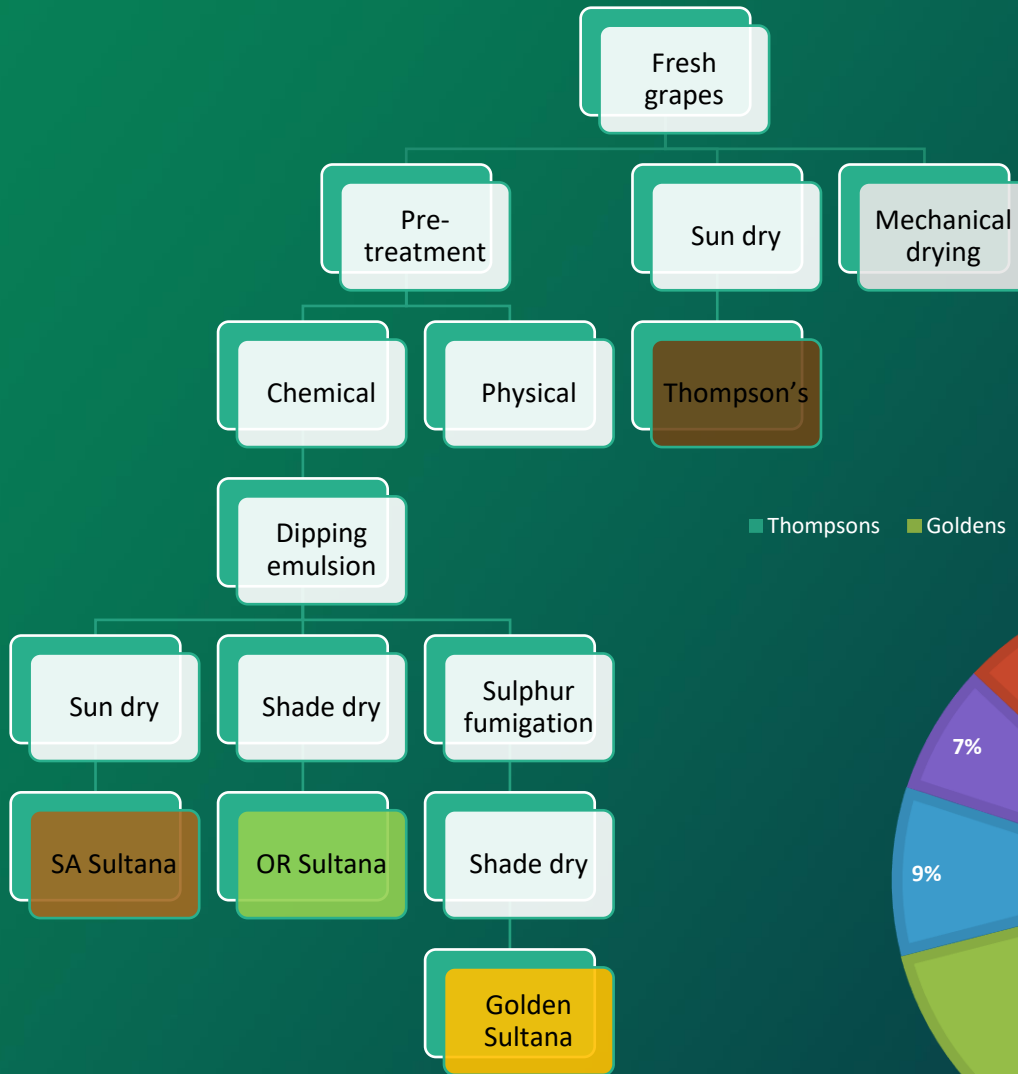 Fresh
grapes
Pre-
treatment
Sun dry
Mechanical
drying
Chemical
Physical
Thompson’s
Dipping
emulsion
Thompsons
Goldens
Sun dry
Shade dry
Sulphur
fumigation
7%
SA Sultana
OR Sultana
Shade dry
9%
Golden
Sultana